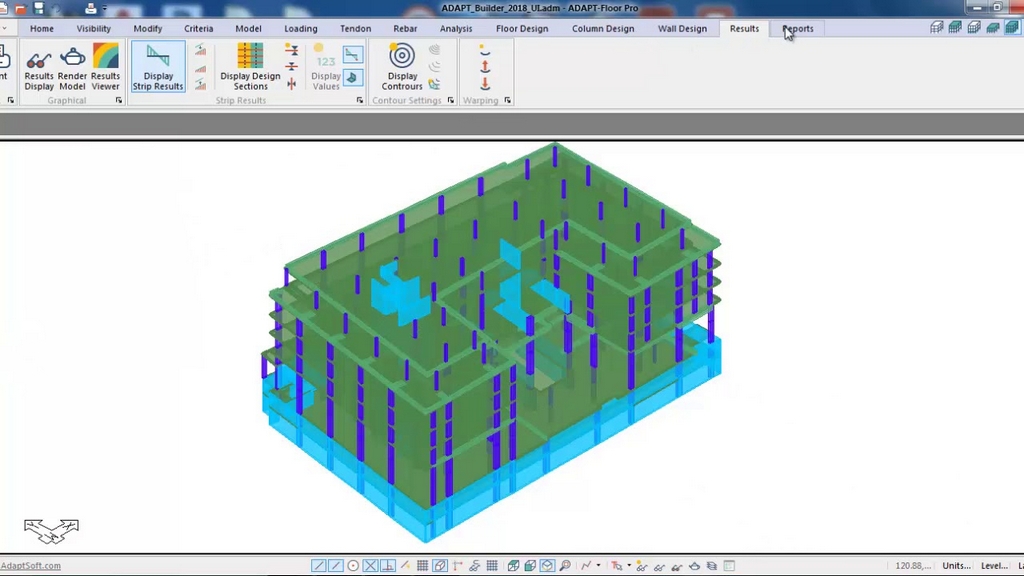 ADAPT_Builder_2018_ULadm - ADAPT-Floor Pro
Home Visibility Modify Criteria Model Loading Tendon Rebar Analysis Floor Design Column Design Wall Design Results Reports
Results Display
Render Model
Results Viewer
Display Strip Results
Display Design Sections
123
Display Values
Display Contours
Graphical Strip Results Contour Settings Warping
AdaptSoft.com
120.88,... Units... Level...